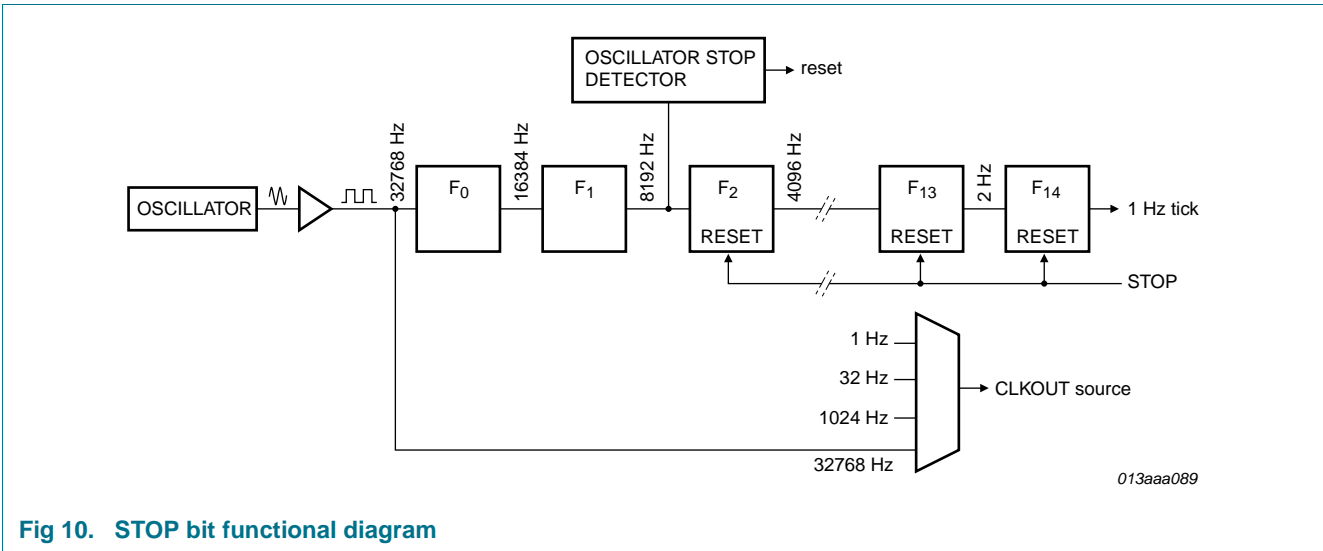 OSCILLATOR STOP
DETECTOR
reset
OSCILLATOR
32768 Hz
F0
16384 Hz
F1
8192 Hz
F2
RESET
4096 Hz
F13
RESET
2 Hz
F14
RESET
1 Hz tick
STOP
1 Hz
32 Hz
1024 Hz
32768 Hz
CLKOUT source
013aaa089
Fig 10. STOP bit functional diagram